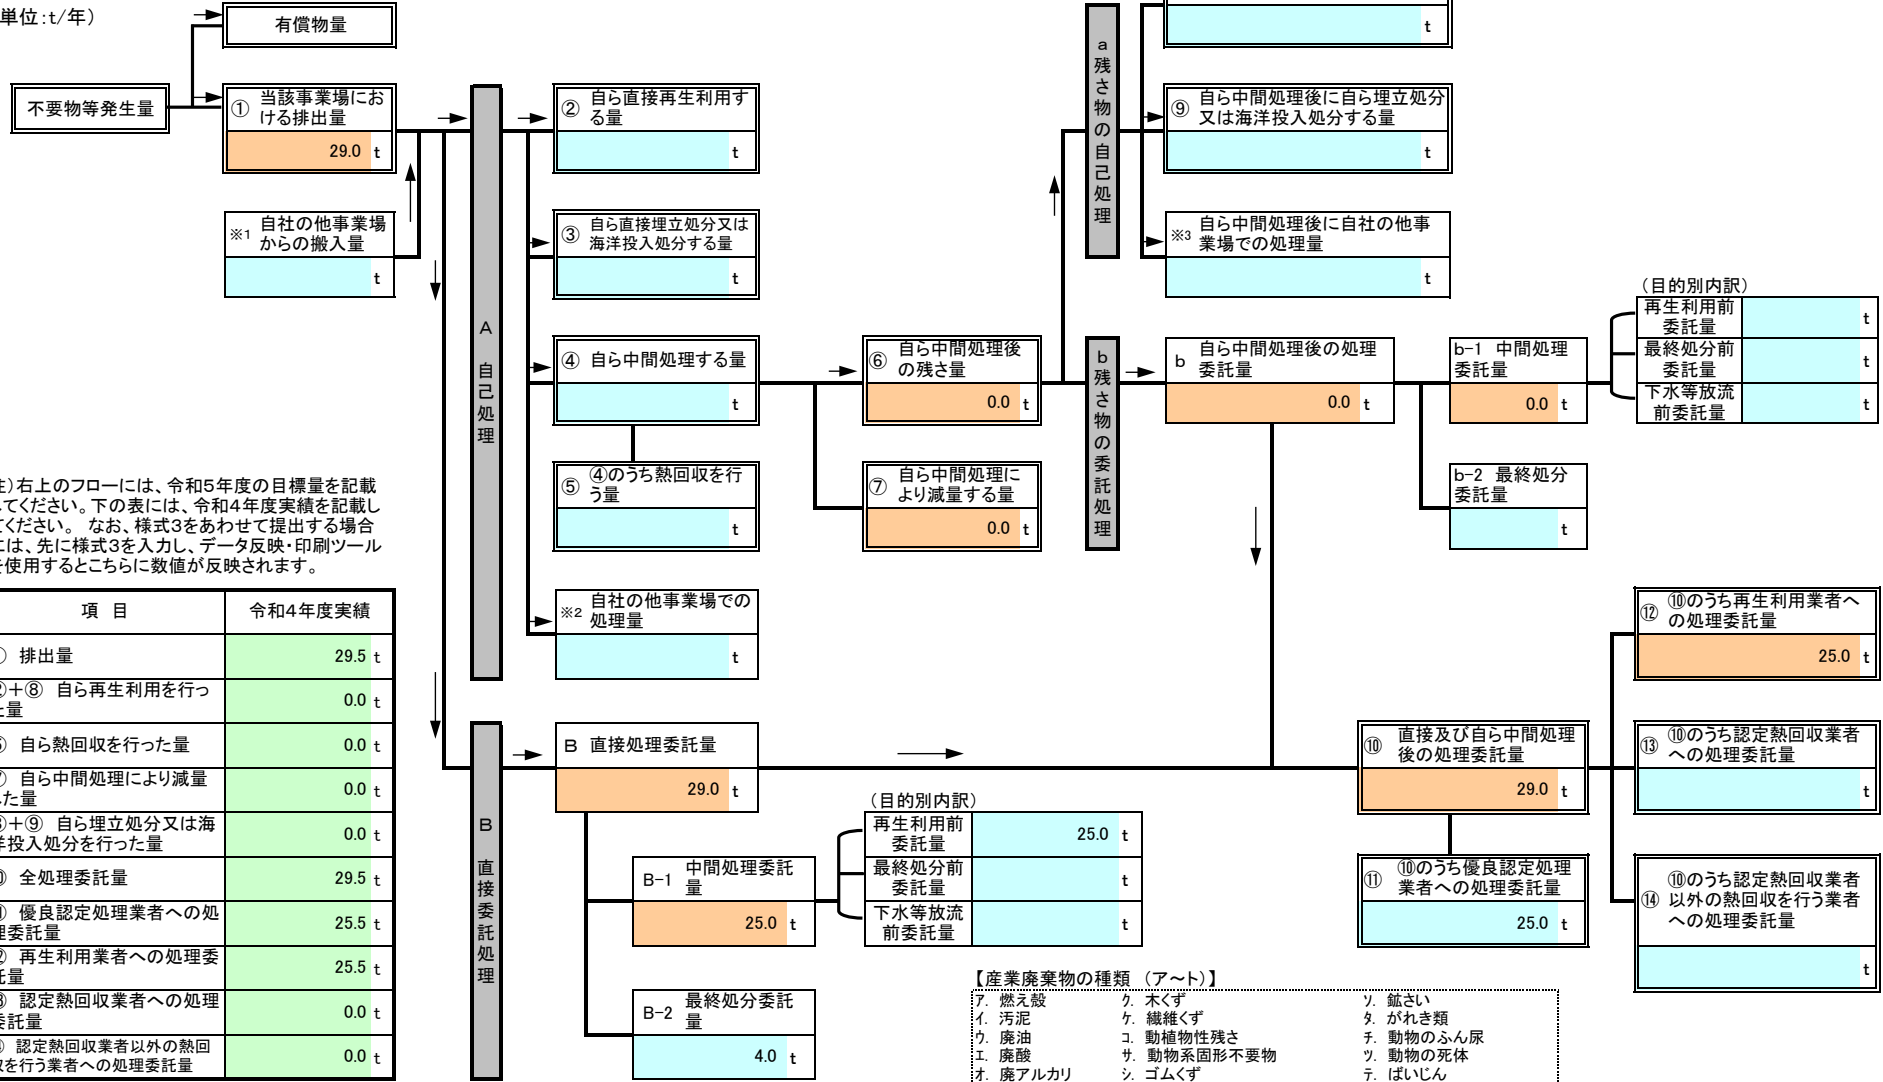 単位:t/年)
有償物量
不要物等発生量
① 当該事業場にお
ける排出量
29.0 t
※1 自社の他事業場
からの搬入量
t
A 自己処理
② 自ら直接再生利用す
る量
t
③ 自ら直接埋立処分又は
海洋投入処分する量
t
④ 自ら中間処理する量
t
⑤ ④のうち熱回収を行
う量
t
※2 自社の他事業場での
処理量
t
⑥ 自ら中間処理後
の残さ量
0.0 t
⑦ 自ら中間処理に
より減量する量
0.0 t
a残さ物の自己処理
t
⑨ 自ら中間処理後に自ら埋立処分
又は海洋投入処分する量
t
※3 自ら中間処理後に自社の他事
業場での処理量
t
b残さ物の委託処理
b 自ら中間処理後の処理
委託量
0.0 t
b-1 中間処理
委託量
0.0 t
(目的別内訳)
再生利用前
委託量 t
最終処分前
委託量 t
下水等放流
前委託量 t
b-2 最終処分
委託量
t
注)右上のフローには、令和5年度の目標量を記載
してください。下の表には、令和4年度実績を記載し
てください。 なお、様式3をあわせて提出する場合
には、先に様式3を入力し、データ反映・印刷ツール
を使用するとこちらに数値が反映されます。
項 目 令和4年度実績
排出量 29.5 t
②+⑧ 自ら再生利用を行っ
た量 0.0 t
⑤ 自ら熱回収を行った量 0.0 t
⑦ 自ら中間処理により減量
した量 0.0 t
③+⑨ 自ら埋立処分又は海
洋投入処分を行った量 0.0 t
⑩ 全処理委託量 29.5 t
⑪ 優良認定処理業者への処
理委託量 25.5 t
⑫ 再生利用業者への処理委
託量 25.5 t
⑬ 認定熱回収業者への処理
委託量 0.0 t
⑭ 認定熱回収業者以外の熱回
収を行う業者への処理委託量 0.0 t
B 直接委託処理
B 直接処理委託量
29.0 t
B-1 中間処理委託
量
25.0 t
(目的別内訳)
再生利用前
委託量 25.0 t
最終処分前
委託量 t
下水等放流
前委託量 t
B-2 最終処分委託
量
4.0 t
⑩ 直接及び自ら中間処理
後の処理委託量
29.0 t
⑪ ⑩のうち優良認定処理
業者への処理委託量
25.0 t
⑫ ⑩のうち再生利用業者へ
の処理委託量
25.0 t
⑬ ⑩のうち認定熱回収業者
への処理委託量
t
⑭ ⑩のうち認定熱回収業者
以外の熱回収を行う業者
への処理委託量
t
【産業廃棄物の種類 (ア~ト)】
ア. 燃え殻 ク. 木くず ソ. 鉱さい
イ. 汚泥 ケ. 繊維くず タ. がれき類
ウ. 廃油 コ. 動植物性残さ チ. 動物のふん尿
エ. 廃酸 サ. 動物系固形不要物 ツ. 動物の死体
オ. 廃アルカリ シ. ゴムくず テ. ばいじん